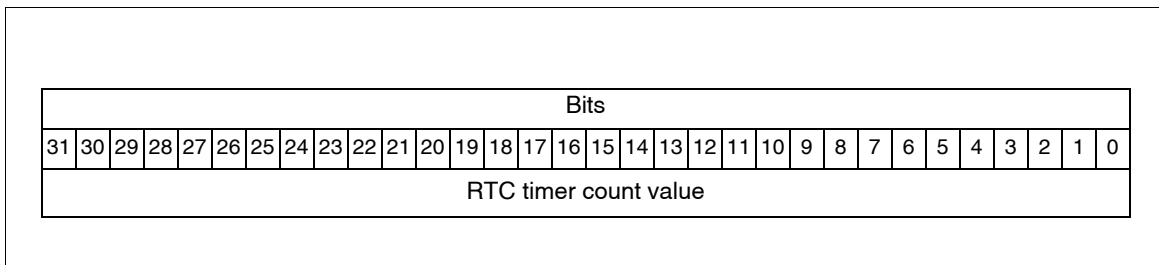 Bits
31 30 29 28 27 26 25 24 23 22 21 20 19 18 17 16 15 14 13 12 11 10 9 8 7 6 5 4 3 2 1 0
RTC timer count value